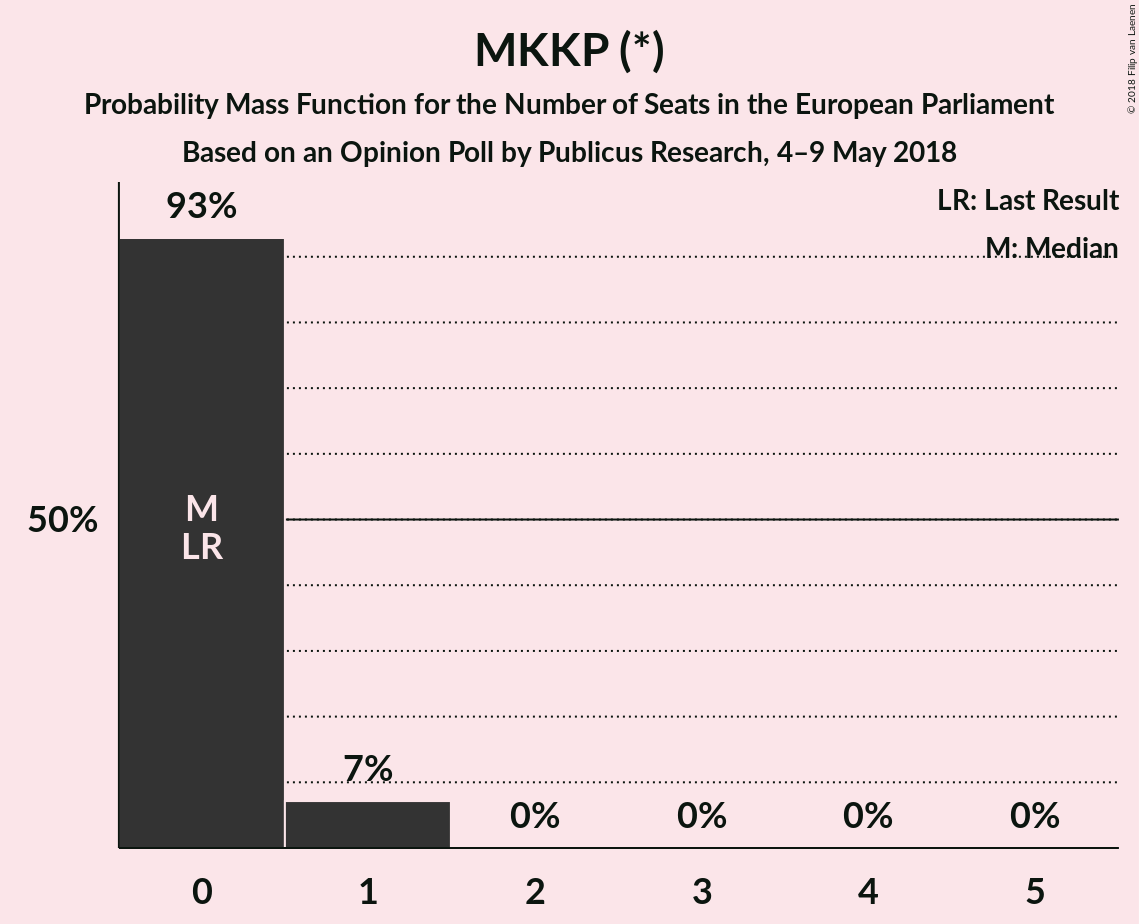 MKKP (*)
Probability Mass Function for the Number of Seats in the European Parliament
Based on an Opinion Poll by Publicus Research, 4–9 May 2018
© 2018 Filip van Laenen
LR: Last Result
M: Median
93%
50%
M
LR
7%
0%
0%
0%
0%
0
1
2
3
4
5